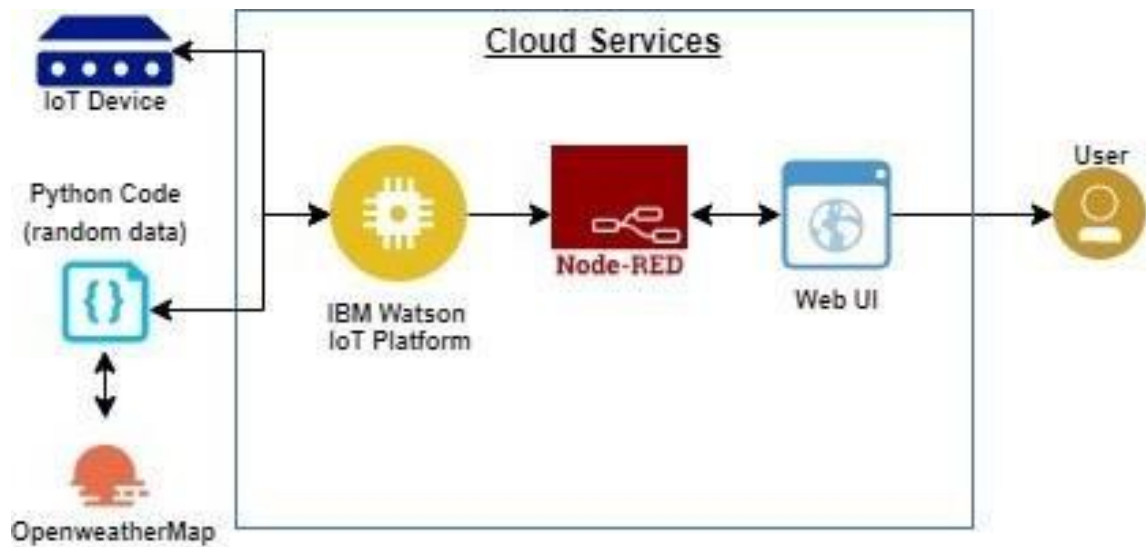 Cloud Services
IoT Device
Python Code
(random data)
User
{}
Node-RED
IBM Watson
IoT Platform
Web UI
OpenweatherMap